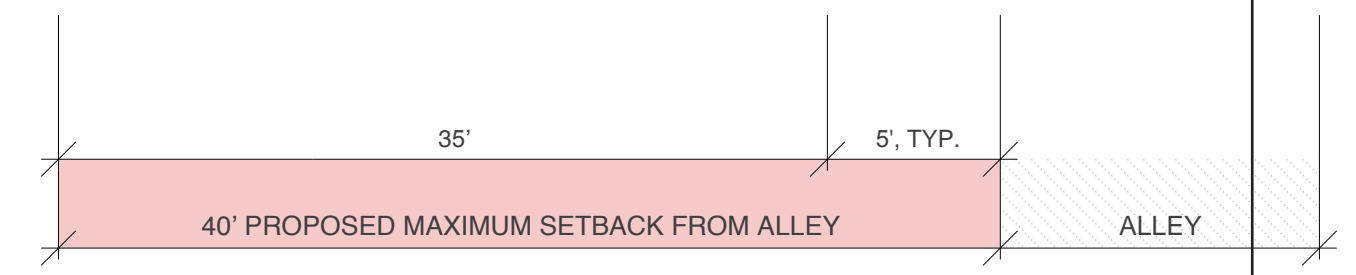 35’
5', TYP.
40’ PROPOSED MAXIMUM SETBACK FROM ALLEY
ALLEY